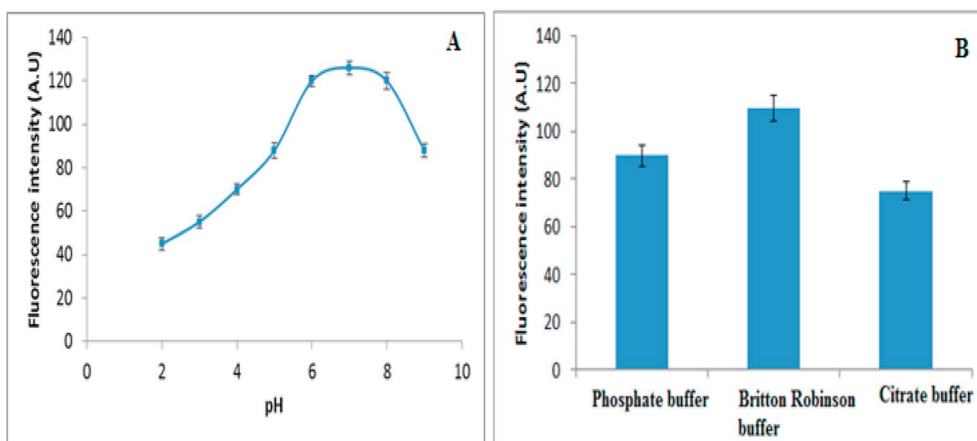 A
Fluorescence intensity (A.U)
140
120
100
80
60
40
20
0
0 2 4 6 8 10
pH
B
Fluorescence intensity (A.U)
140
120
100
80
60
40
20
0
Phosphate buffer
Britton Robinson
buffer
Citrate buffer